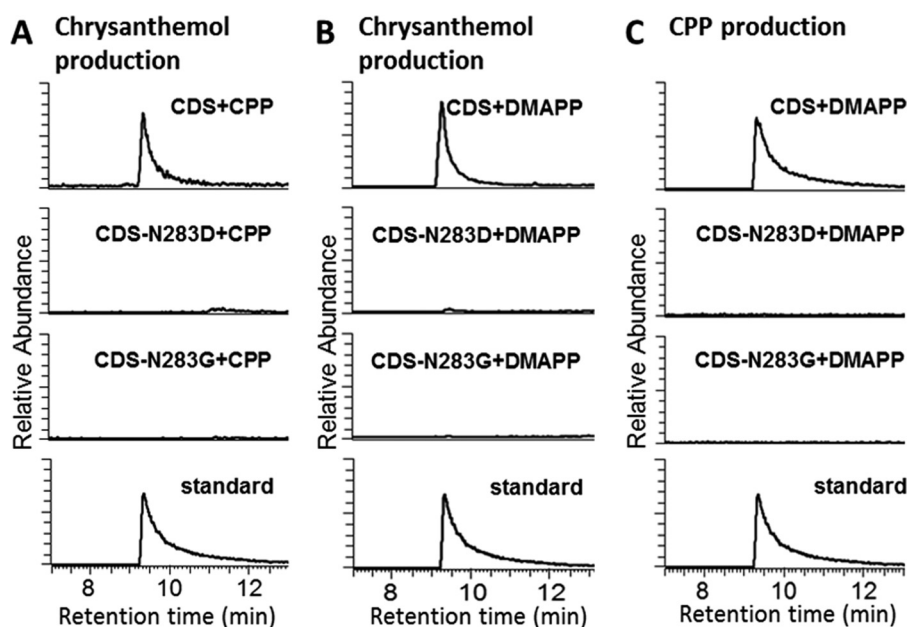 A Chrysanthemol
production
CDS+CPP
CDS-N283D+CPP
CDS-N283G+CPP
standard
Relative Abundance
8 10 12
Retention time (min)
B Chrysanthemol
production
CDS+DMAPP
CDS-N283D+DMAPP
CDS-N283G+DMAPP
standard
Relative Abundance
8 10 12
Retention time (min)
C CPP production
CDS+DMAPP
CDS-N283D+DMAPP
CDS-N283G+DMAPP
standard
Relative Abundance
8 10 12
Retention time (min)